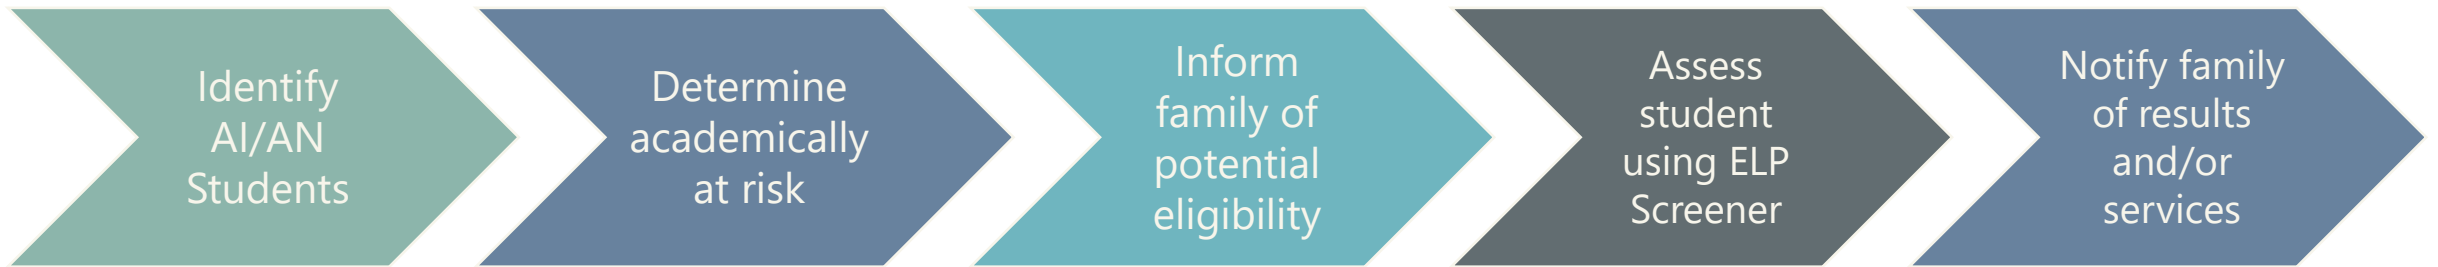 Identify
AI/AN
Students
Determine
academically
at risk
Inform
family of
potential
eligibility
Assess
student
using ELP
Screener
Notify family
of results
and/or
services